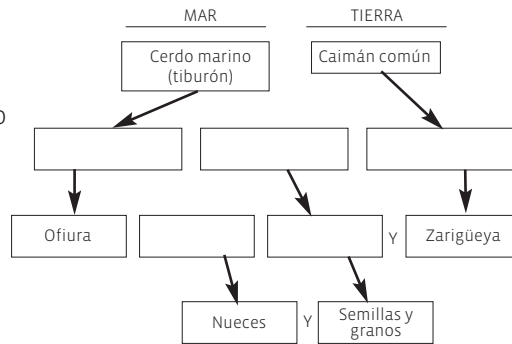 MAR TIERRA
Cerdo marino
(tiburón)
Caimán común
O
Ofiura
Y
Zarigüeya
Nueces
Y
Semillas y
granos